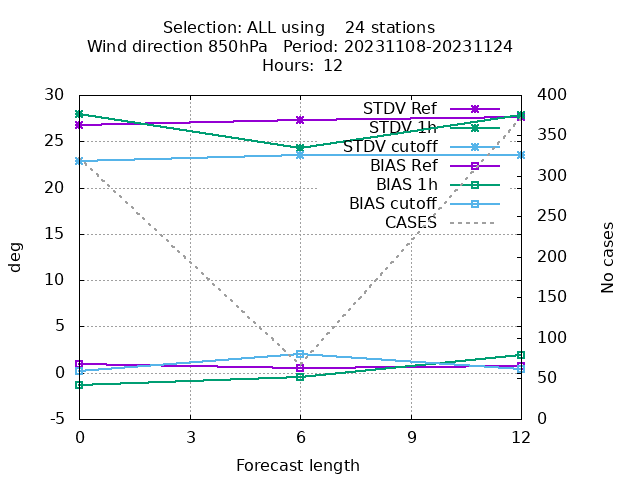 Selection: ALL using    24 stations
Wind direction 850hPa   Period: 20231108-20231124
Hours:  12
30
25
20
15
10
5
0
-5
400
350
300
250
200
150
100
50
0
STDV Ref
STDV 1h
STDV cutoff
BIAS Ref
BIAS 1h
BIAS cutoff
CASES
deg
No cases
0 3 6 9 12
Forecast length